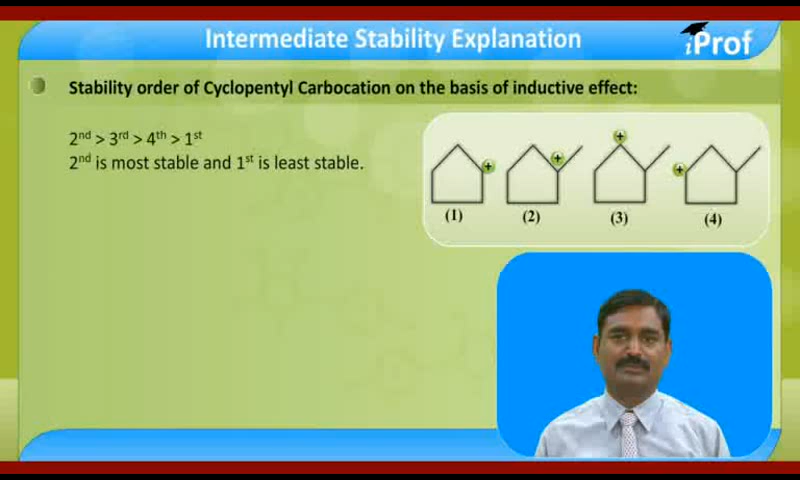 Intermediate Stability Explanation
iProf
Stability order of Cyclopentyl Carbocation on the basis of inductive effect:
2nd > 3rd > 4th > 1st
2nd is most stable and 1st is least stable.
+ + + +
(1) (2) (3) (4)